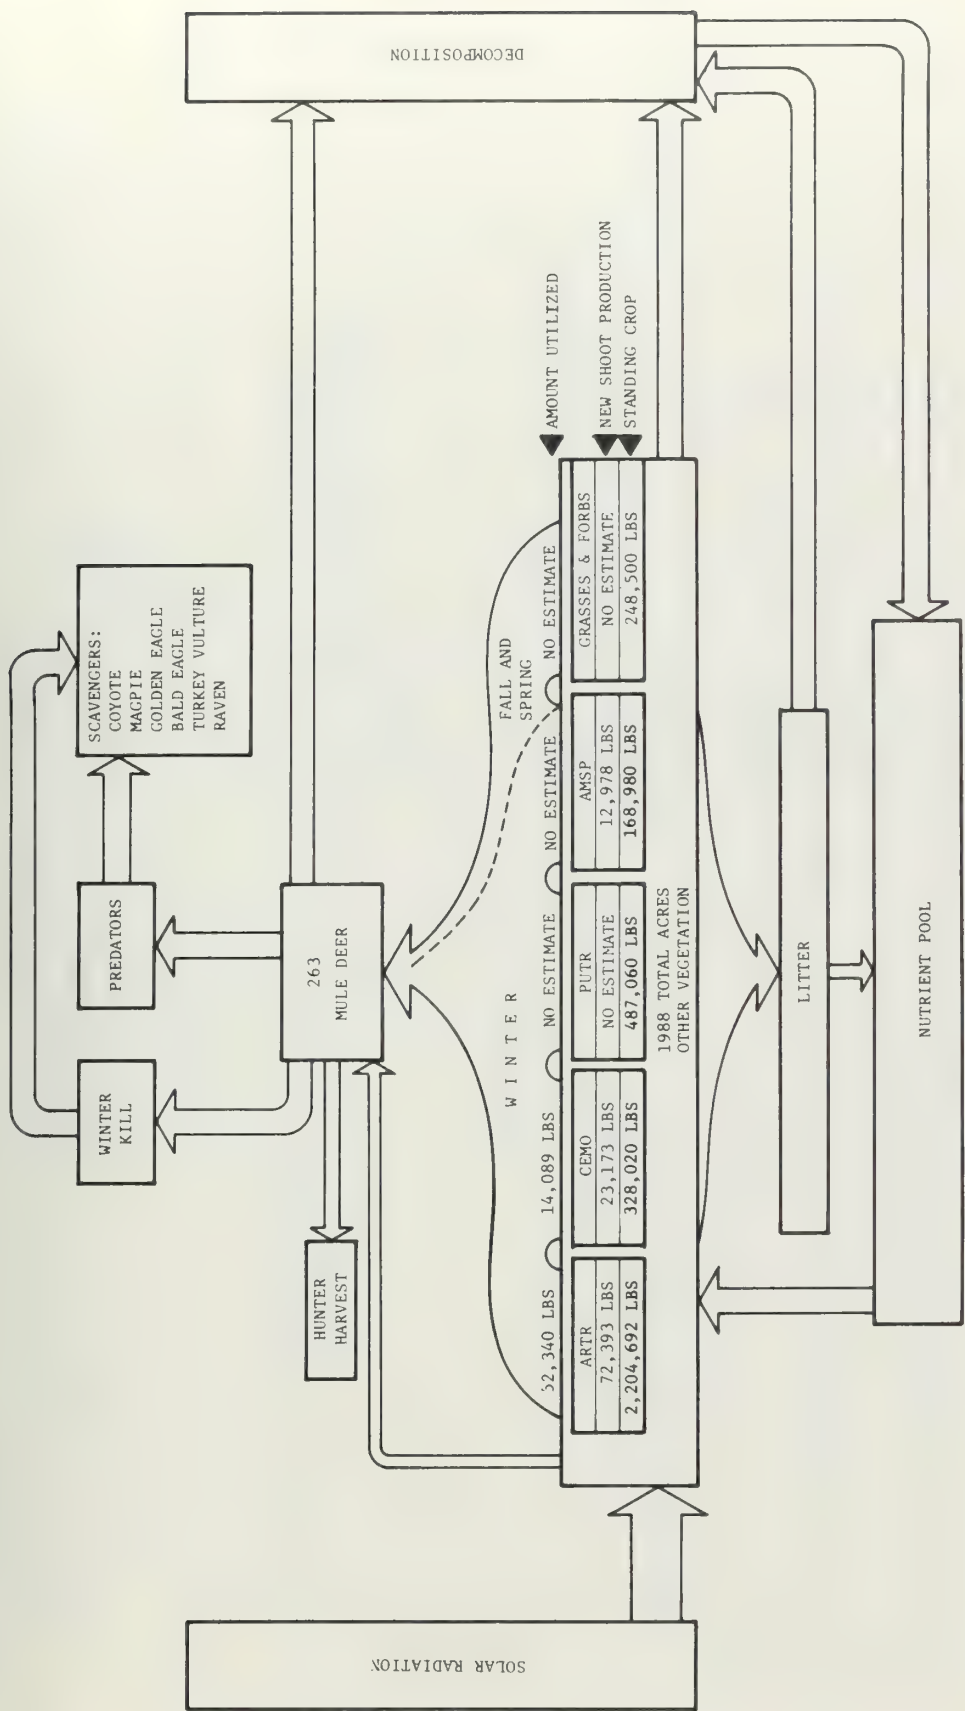 SCAVENGERS:
COYOTE
MAGPIE
GOLDEN EAGLE
BALD EAGLE
TURKEY VULTURE
RAVEN
WINTER
KILL
PREDATORS
HUNTER
HARVEST
263
MULE DEER
DECOMPOSITION
SOLAR RADIATION
FALL AND
SPRING
WINTER
52,340 LBS 14,089 LBS NO ESTIMATE NO ESTIMATE NO ESTIMATE
AMOUNT UTILIZED
ARTR CEMO PUTR AMSP GRASSES & FORBS
72,393 LBS 23,173 LBS NO ESTIMATE 12,978 LBS NO ESTIMATE
NEW SHOOT PRODUCTION
2,204,692 LBS 328,020 LBS 487,060 LBS 168,980 LBS 248,500 LBS
STANDING CROP
1988 TOTAL ACRES
OTHER VEGETATION
LITTER
NUTRIENT POOL